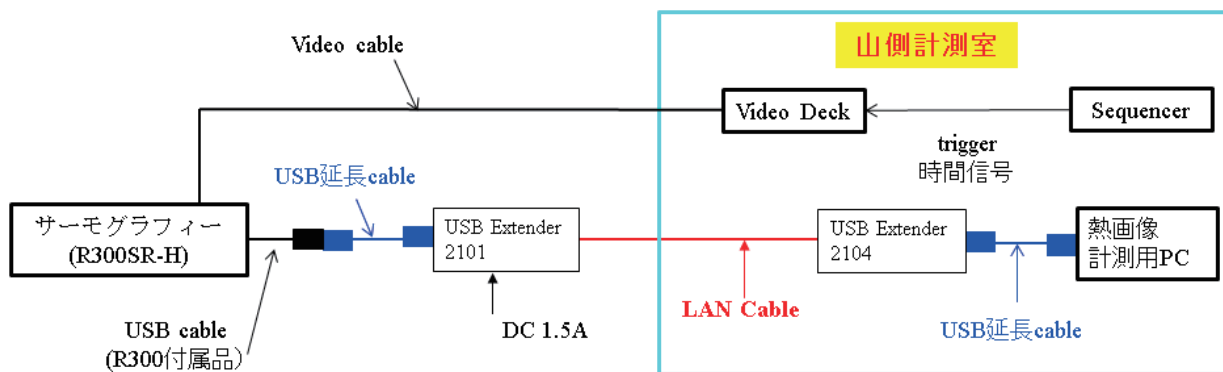 山側計測室
Video cable
Video Deck
Sequencer
trigger
時間信号
USB延長cable
サーモグラフィー
(R300SR-H)
USB Extender
2101
USB Extender
2104
熱画像
計測用PC
LAN Cable
USB cable
(R300付属品)
DC 1.5A
USB延長cable